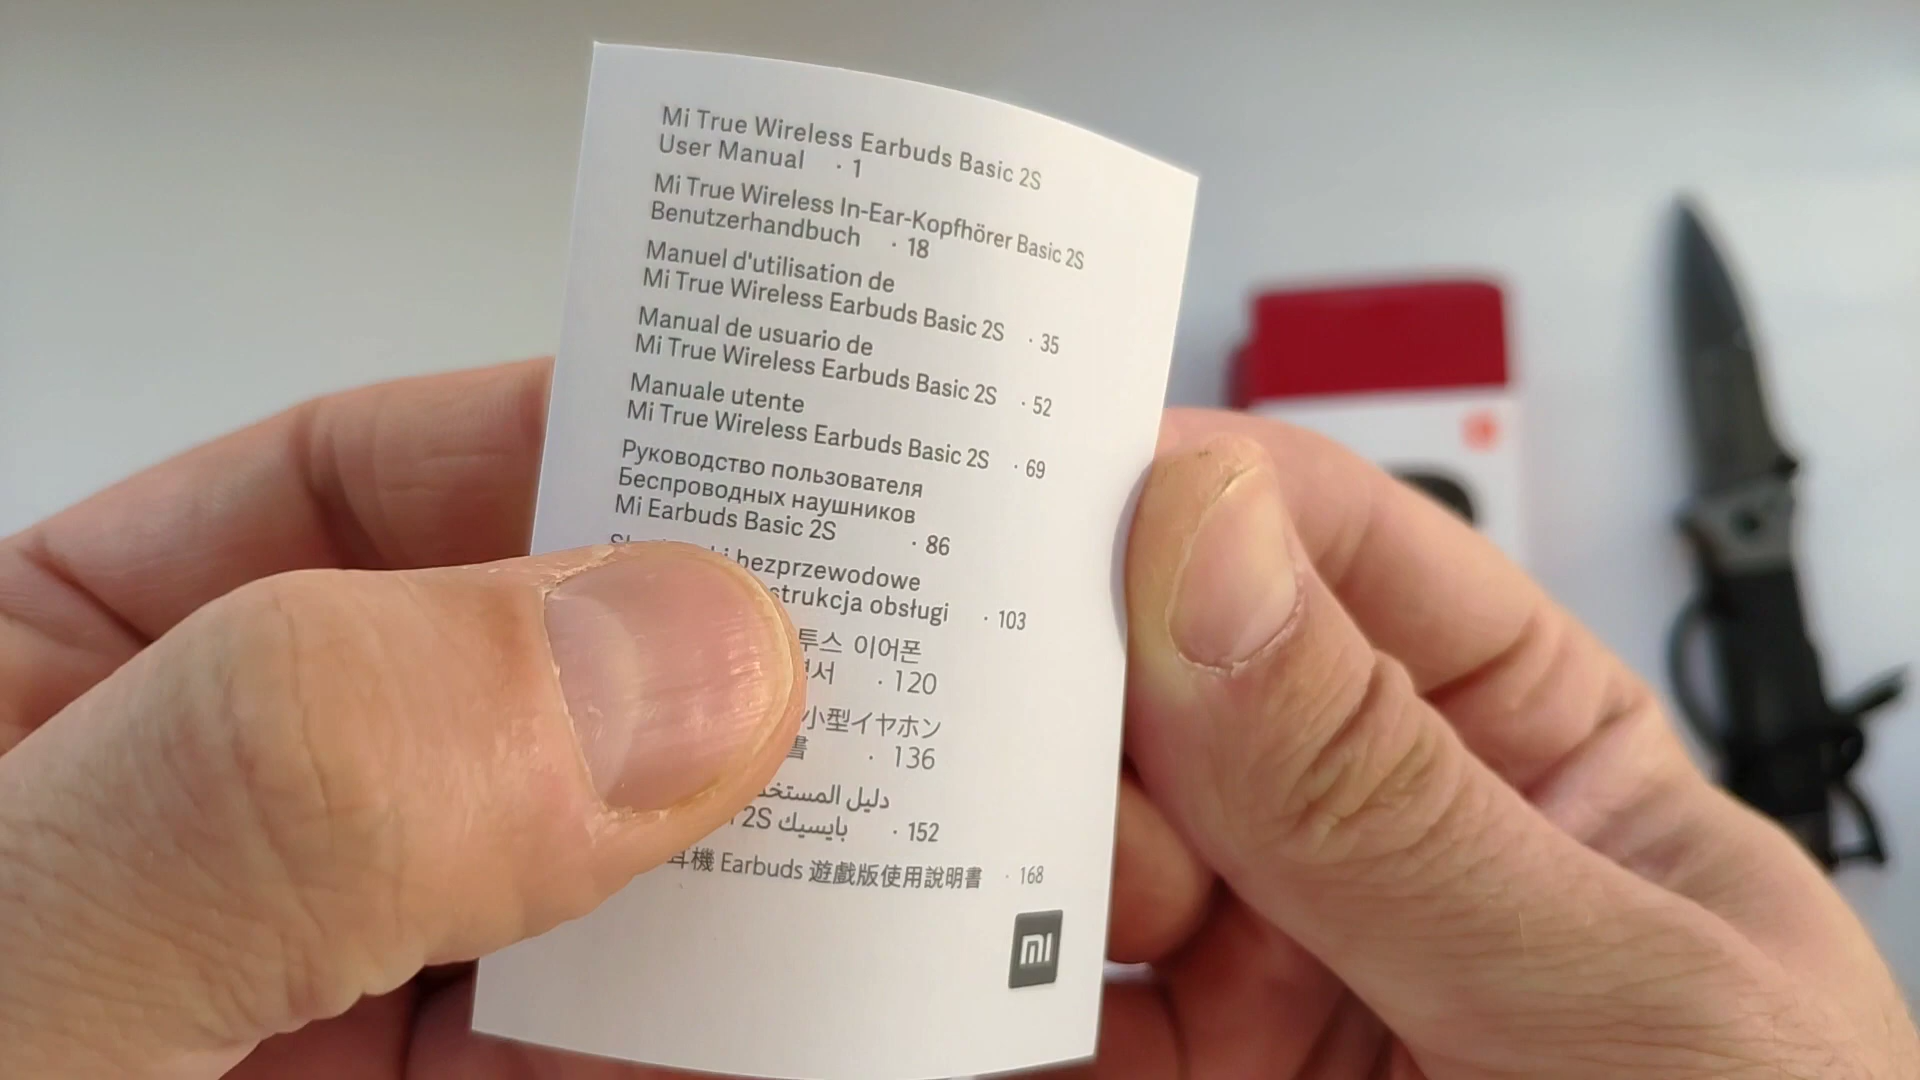 Mi True Wireless Earbuds Basic 2S
User Manual · 1
Mi True Wireless In-Ear-Kopfhörer Basic 2S
Benutzerhandbuch · 18
Manuel d'utilisation de
Mi True Wireless Earbuds Basic 2S · 35
Manual de usuario de
Mi True Wireless Earbuds Basic 2S · 52
Manuale utente
Mi True Wireless Earbuds Basic 2S · 69
Руководство пользователя
Беспроводных наушников
Mi Earbuds Basic 2S · 86
bezprzewodowe
obsługi · 103
이어폰
· 120
小型イヤホン
書 · 136
دليل
2S بايسيك · 152
耳機 Earbuds 遊戲版使用說明書 · 168
mi